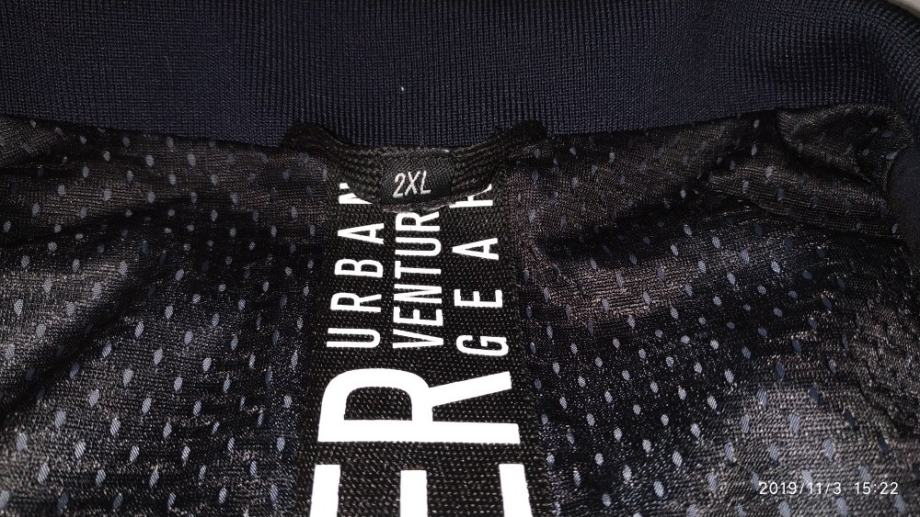 2XL
URBAN
VENTUR
GEAR
ER
2019/11/3 15:22